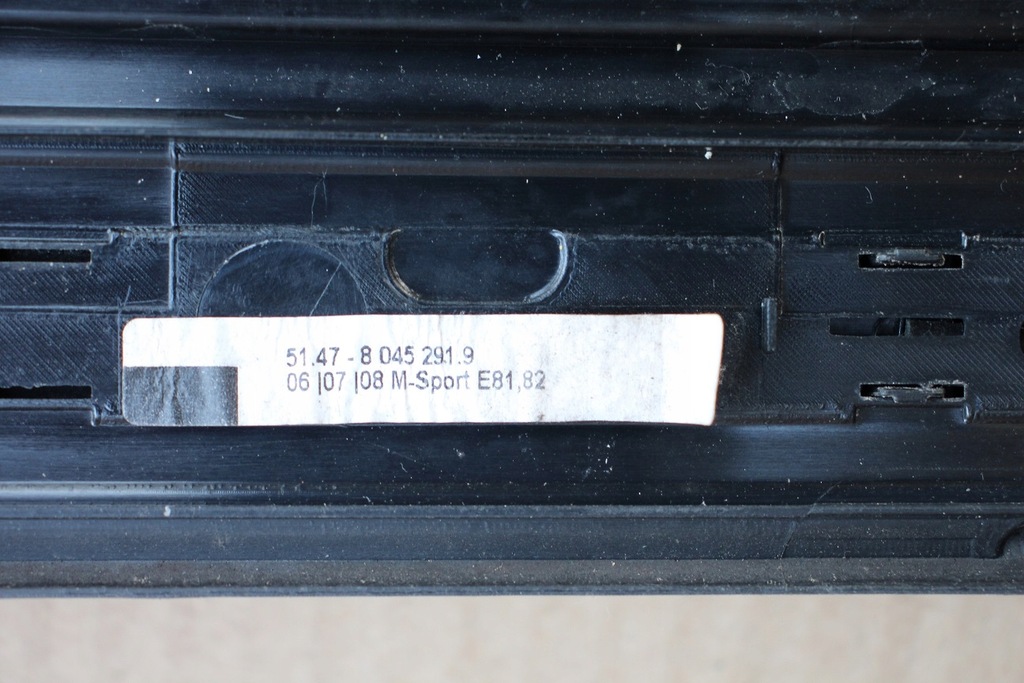 51.47 - 8 045 291.9
06 |07 |08 M-Sport E81,82